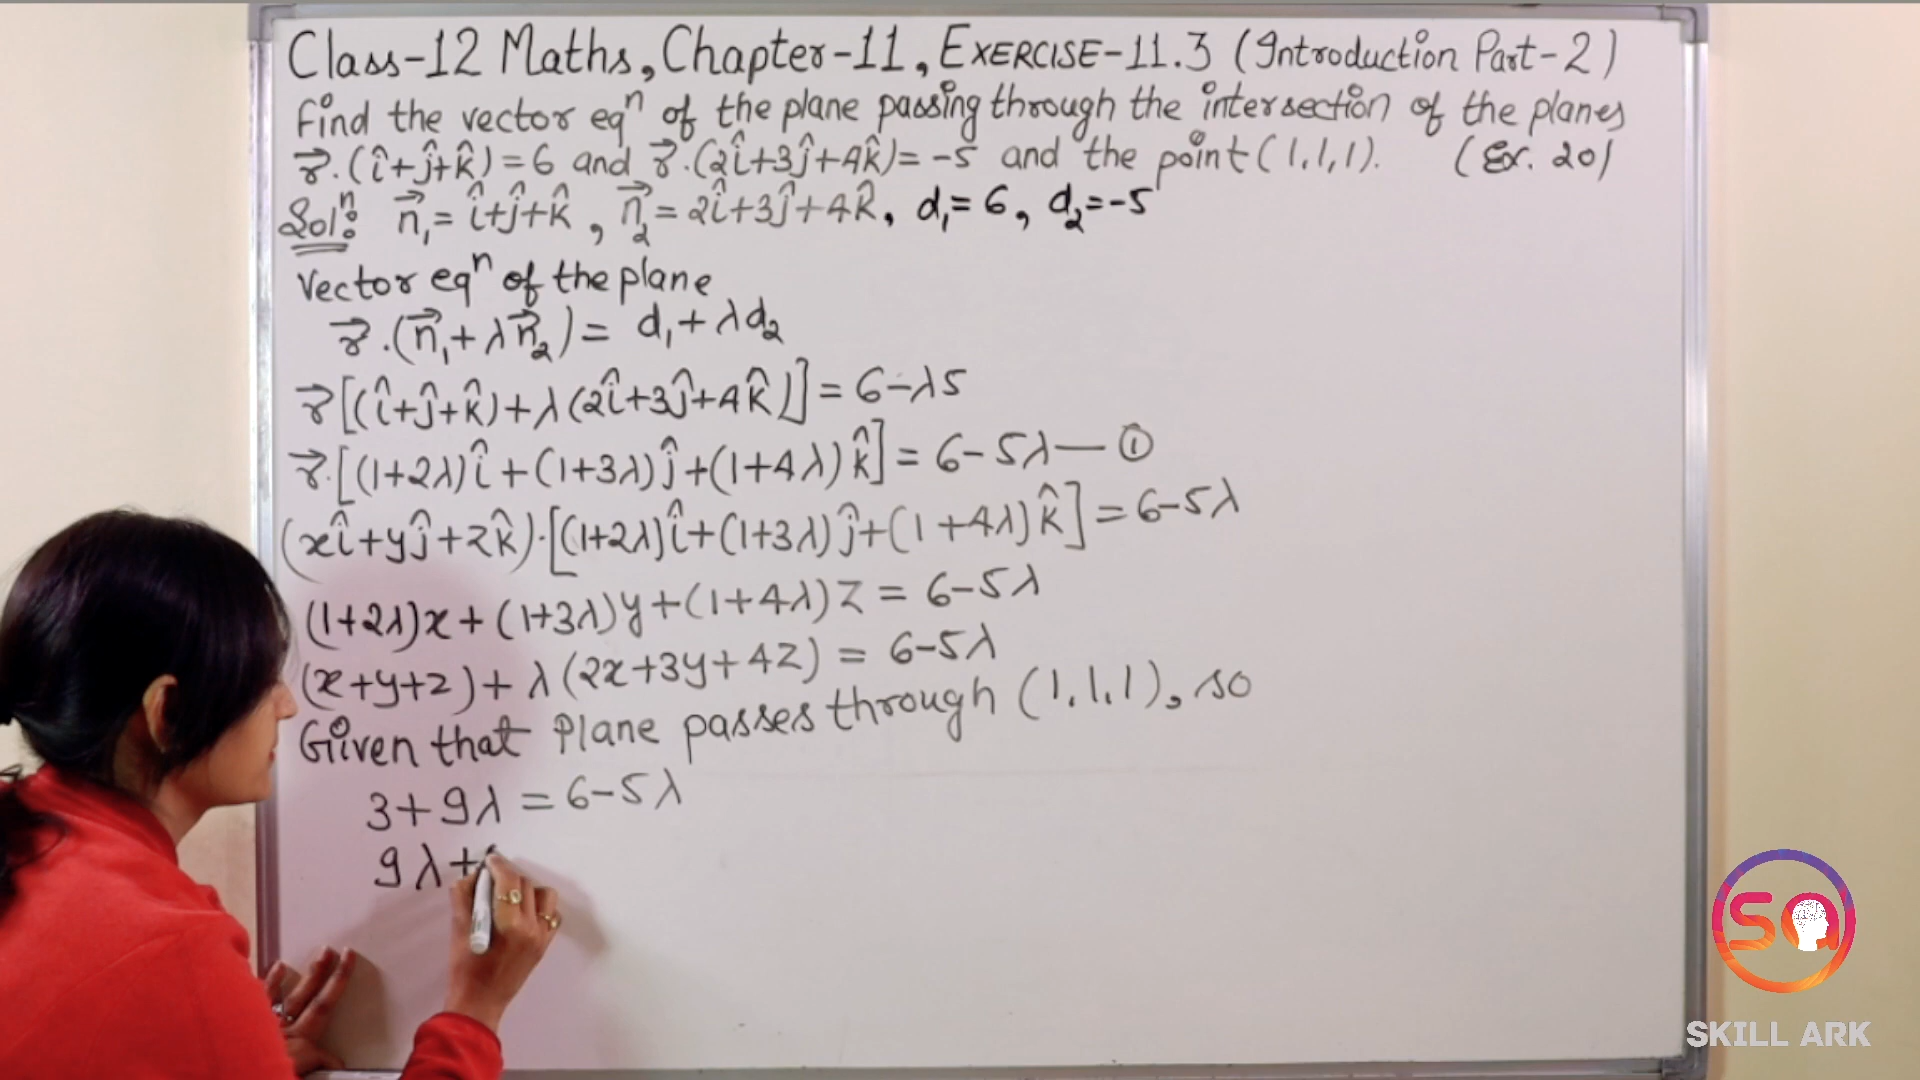 Class-12 Maths, Chapter-11, EXERCISE-11.3 (Introduction Part-2)
Find the vector eqⁿ of the plane passing through the intersection of the planes
r⃗.(î+ĵ+k̂)=6 and r⃗.(2î+3ĵ+4k̂)=-5 and the point (1,1,1). (Ex. 20)
Solⁿ: n⃗₁=î+ĵ+k̂, n⃗₂=2î+3ĵ+4k̂, d₁=6, d₂=-5
Vector eqⁿ of the plane
r⃗.(n⃗₁+λn⃗₂)= d₁+λd₂
r⃗[(î+ĵ+k̂)+λ(2î+3ĵ+4k̂)]=6-λ5
r⃗.[(1+2λ)î+(1+3λ)ĵ+(1+4λ)k̂]=6-5λ—①
(xî+yĵ+zk̂).[(1+2λ)î+(1+3λ)ĵ+(1+4λ)k̂]=6-5λ
(1+2λ)x+(1+3λ)y+(1+4λ)z=6-5λ
(x+y+z)+λ(2x+3y+4z)=6-5λ
Given that Plane passes through (1,1,1), so
3+9λ=6-5λ
9λ+
SA
SKILL ARK